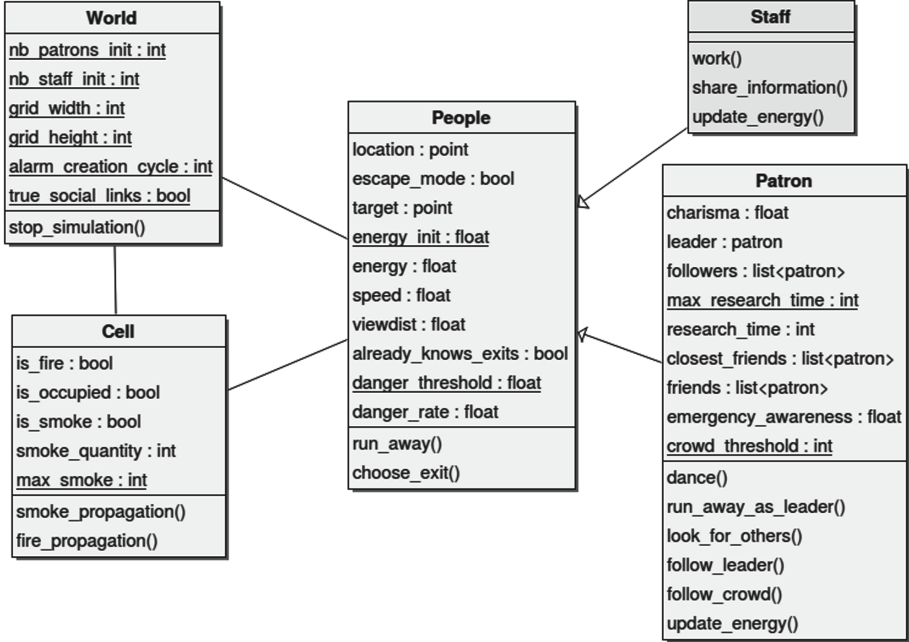 World
nb_patrons_init : int
nb_staff_init : int
grid_width : int
grid_height : int
alarm_creation_cycle : int
true_social_links : bool
stop_simulation()
Cell
is_fire : bool
is_occupied : bool
is_smoke : bool
smoke_quantity : int
max_smoke : int
smoke_propagation()
fire_propagation()
People
location : point
escape_mode : bool
target : point
energy_init : float
energy : float
speed : float
viewdist : float
already_knows_exits : bool
danger_threshold : float
danger_rate : float
run_away()
choose_exit()
Staff
work()
share_information()
update_energy()
Patron
charisma : float
leader : patron
followers : list<patron>
max_research_time : int
research_time : int
closest_friends : list<patron>
friends : list<patron>
emergency_awareness : float
crowd_threshold : int
dance()
run_away_as_leader()
look_for_others()
follow_leader()
follow_crowd()
update_energy()